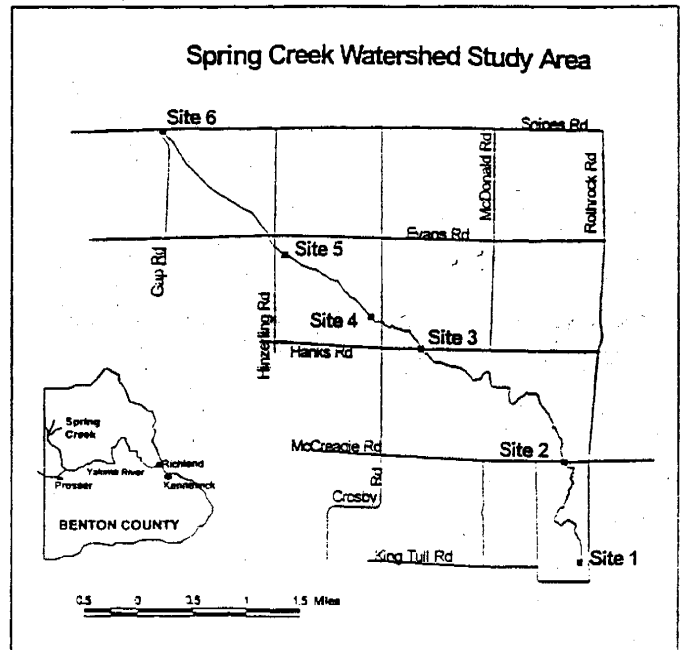 Spring Creek Watershed Study Area
Site 6
Snipes Rd
McDonald Rd
Rothrock Rd
Evans Rd
Gap Rd
Site 5
Hinzerling Rd
Site 4
Site 3
Hanks Rd
Spring
Creek
McCreadie Rd
Site 2
Richland
Yakima River
Kennewick
Prosser
Crosby
Rd
BENTON COUNTY
King Tull Rd
Site 1
0.5 0 0.5 1 1.5 Miles